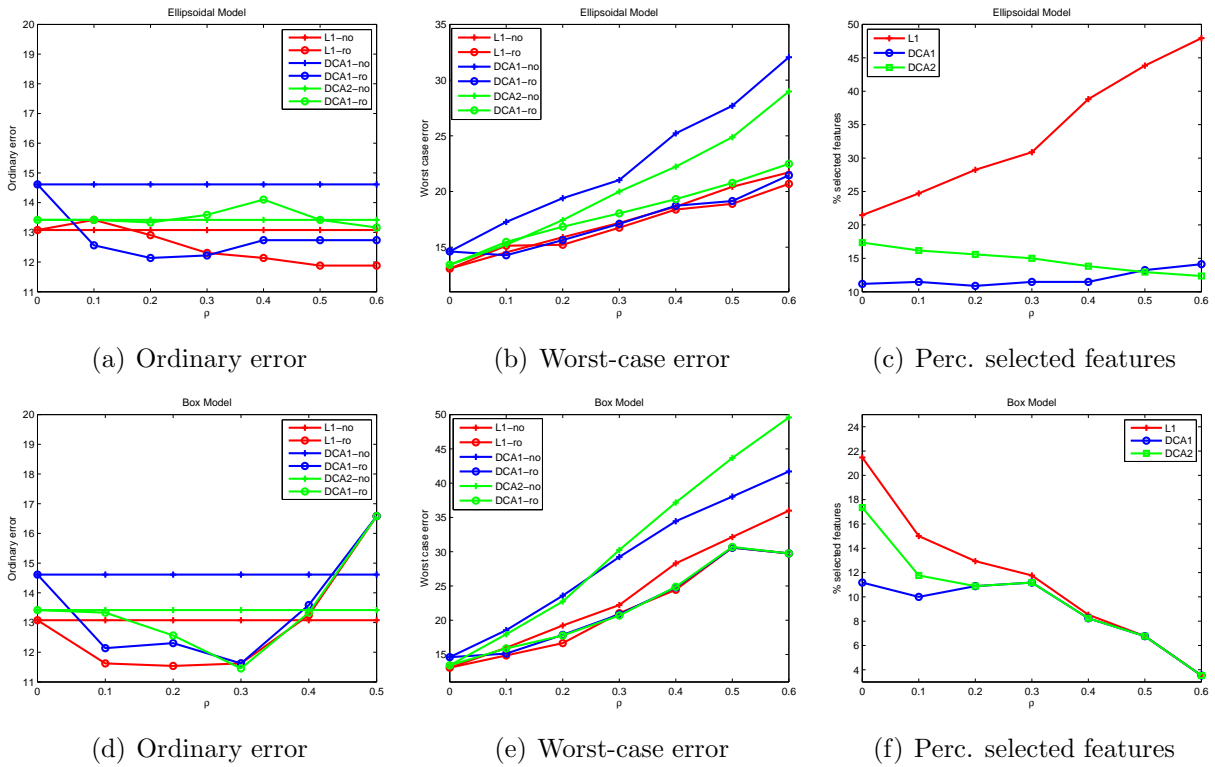 Ellipsoidal Model
20
19
18
17
16
15
14
13
12
11
Ordinary error
L1−no
L1−ro
DCA1−no
DCA1−ro
DCA2−no
DCA1−ro
0 0.1 0.2 0.3 0.4 0.5 0.6
ρ
(a) Ordinary error
Ellipsoidal Model
35
30
25
20
15
Worst case error
L1−no
L1−ro
DCA1−no
DCA1−ro
DCA2−no
DCA1−ro
0 0.1 0.2 0.3 0.4 0.5 0.6
ρ
(b) Worst-case error
Ellipsoidal Model
50
45
40
35
30
25
20
15
10
% selected features
L1
DCA1
DCA2
0 0.1 0.2 0.3 0.4 0.5 0.6
ρ
(c) Perc. selected features
Box Model
20
19
18
17
16
15
14
13
12
11
Ordinary error
L1−no
L1−ro
DCA1−no
DCA1−ro
DCA2−no
DCA1−ro
0 0.1 0.2 0.3 0.4 0.5
ρ
(d) Ordinary error
Box Model
50
45
40
35
30
25
20
15
Worst case error
L1−no
L1−ro
DCA1−no
DCA1−ro
DCA2−no
DCA1−ro
0 0.1 0.2 0.3 0.4 0.5 0.6
ρ
(e) Worst-case error
Box Model
24
22
20
18
16
14
12
10
8
6
4
% selected features
L1
DCA1
DCA2
0 0.1 0.2 0.3 0.4 0.5 0.6
ρ
(f) Perc. selected features